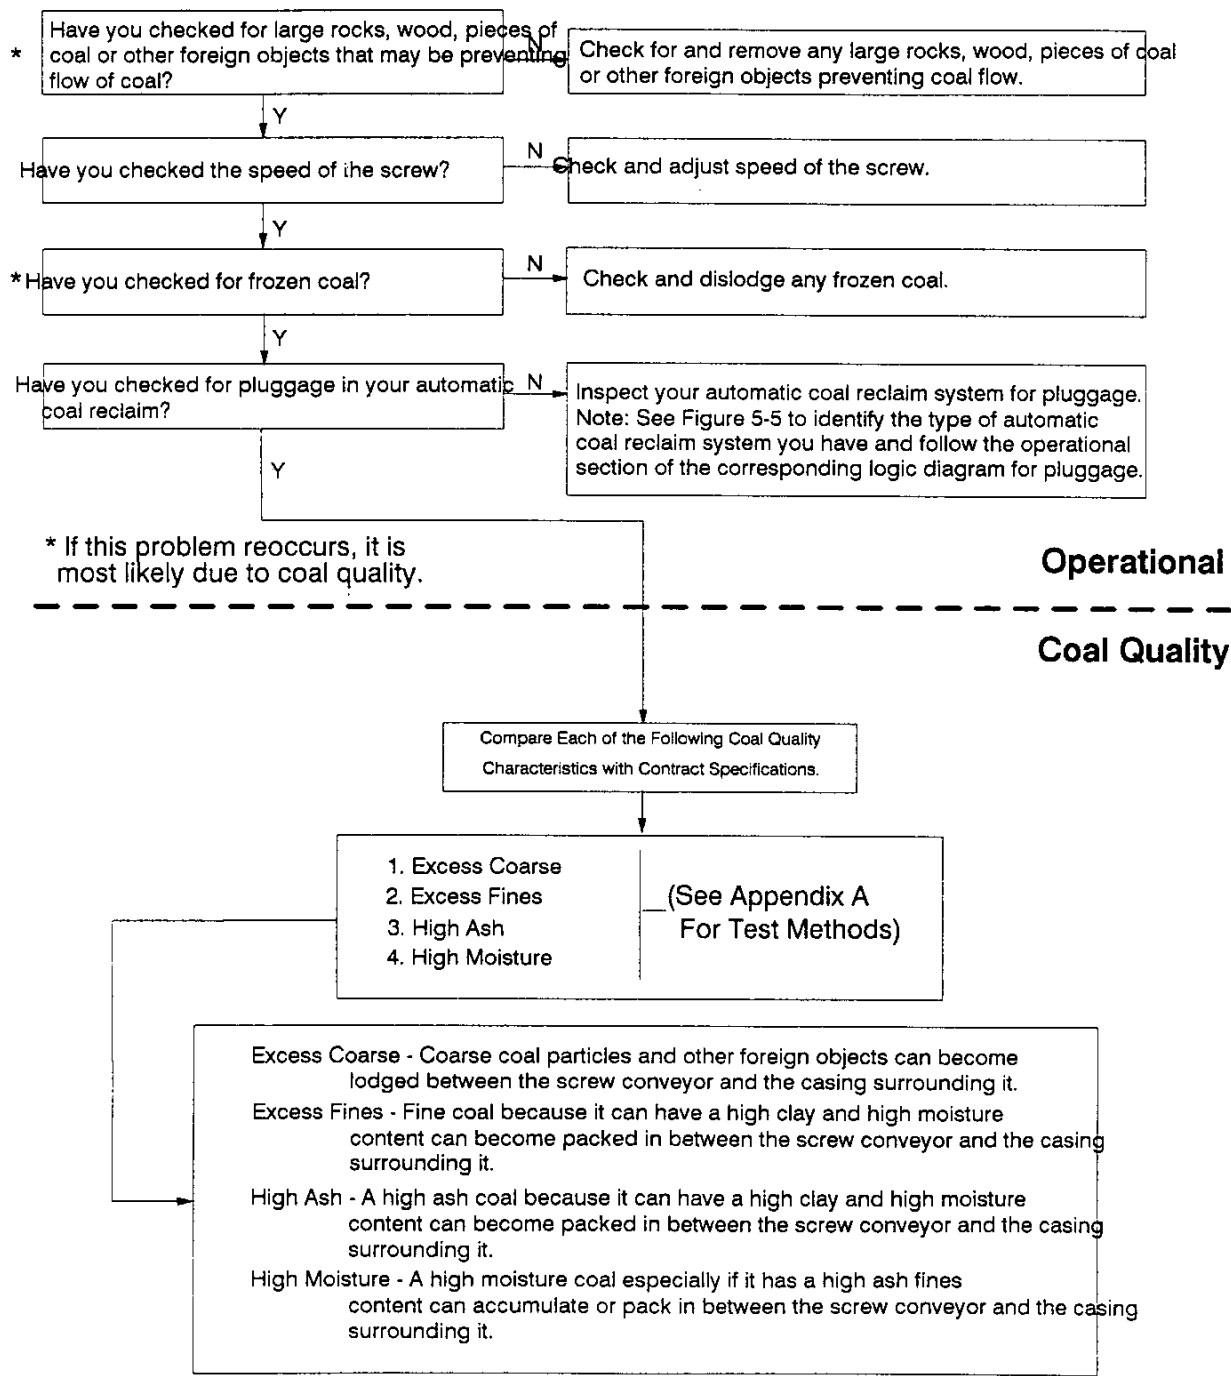 Have you checked for large rocks, wood, pieces of
* coal or other foreign objects that may be preventing
flow of coal?
N
Check for and remove any large rocks, wood, pieces of coal
or other foreign objects preventing coal flow.
Y
Have you checked the speed of the screw?
N
Check and adjust speed of the screw.
Y
* Have you checked for frozen coal?
N
Check and dislodge any frozen coal.
Y
Have you checked for pluggage in your automatic
coal reclaim?
N
Inspect your automatic coal reclaim system for pluggage.
Note: See Figure 5-5 to identify the type of automatic
coal reclaim system you have and follow the operational
section of the corresponding logic diagram for pluggage.
Y
* If this problem reoccurs, it is
most likely due to coal quality.
Operational
Coal Quality
Compare Each of the Following Coal Quality
Characteristics with Contract Specifications.
1. Excess Coarse
2. Excess Fines
3. High Ash
4. High Moisture
(See Appendix A
For Test Methods)
Excess Coarse - Coarse coal particles and other foreign objects can become
lodged between the screw conveyor and the casing surrounding it.
Excess Fines - Fine coal because it can have a high clay and high moisture
content can become packed in between the screw conveyor and the casing
surrounding it.
High Ash - A high ash coal because it can have a high clay and high moisture
content can become packed in between the screw conveyor and the casing
surrounding it.
High Moisture - A high moisture coal especially if it has a high ash fines
content can accumulate or pack in between the screw conveyor and the casing
surrounding it.